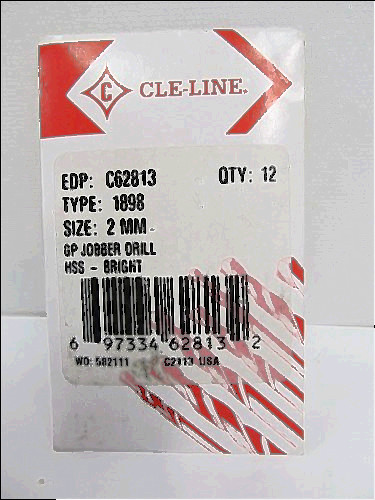 C CLE-LINE®
EDP: C62813 QTY: 12
TYPE: 1898
SIZE: 2 MM
GP JOBBER DRILL
HSS - BRIGHT
6 97334 62813 2
WO: 582111 C2113 USA